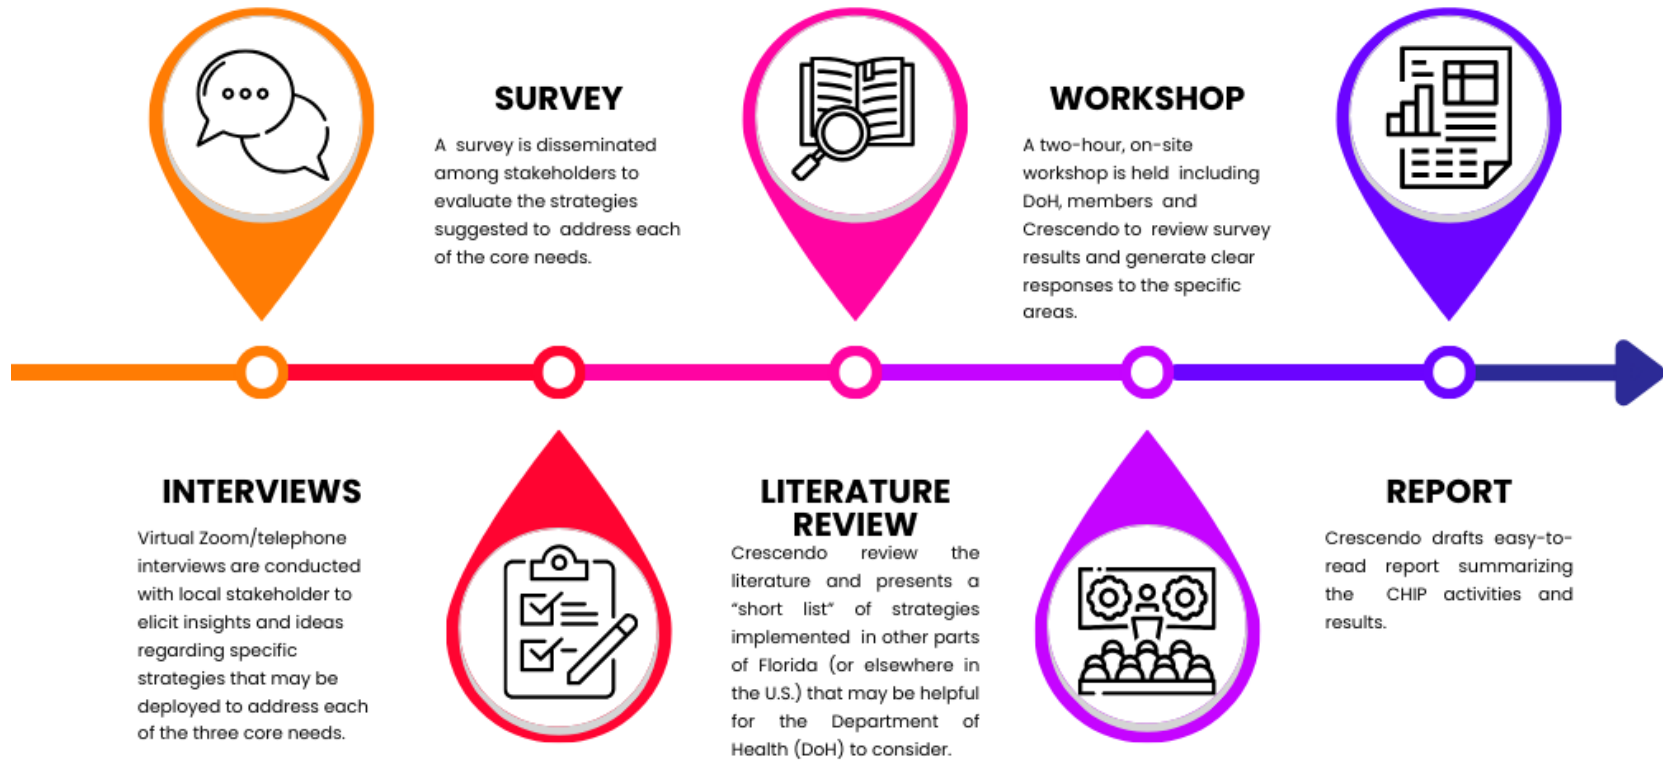 INTERVIEWS
Virtual Zoom/telephone
interviews are conducted
with local stakeholder to
elicit insights and ideas
regarding specific
strategies that may be
deployed to address each
of the three core needs.
SURVEY
A survey is disseminated
among stakeholders to
evaluate the strategies
suggested to address each
of the core needs.
LITERATURE
REVIEW
Crescendo review the
literature and presents a
“short list” of strategies
implemented in other parts
of Florida (or elsewhere in
the U.S.) that may be helpful
for the Department of
Health (DoH) to consider.
WORKSHOP
A two-hour, on-site
workshop is held including
DoH, members and
Crescendo to review survey
results and generate clear
responses to the specific
areas.
REPORT
Crescendo drafts easy-to-
read report summarizing
the CHIP activities and
results.